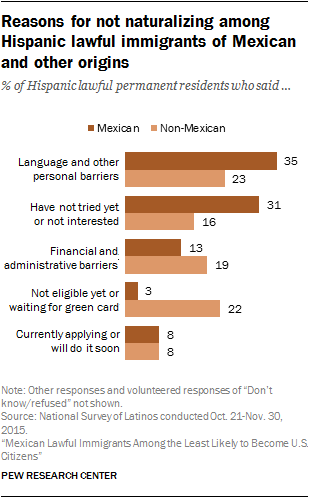 Reasons for not naturalizing among
Hispanic lawful immigrants of Mexican
and other origins
% of Hispanic lawful permanent residents who said ...
Mexican Non-Mexican
Language and other
personal barriers
35
23
Have not tried yet
or not interested
31
16
Financial and
administrative barriers
13
19
Not eligible yet or
waiting for green card
3
22
Currently applying or
will do it soon
8
8
Note: Other responses and volunteered responses of “Don’t
know/refused” not shown.
Source: National Survey of Latinos conducted Oct. 21-Nov. 30,
2015.
“Mexican Lawful Immigrants Among the Least Likely to Become U.S.
Citizens”
PEW RESEARCH CENTER